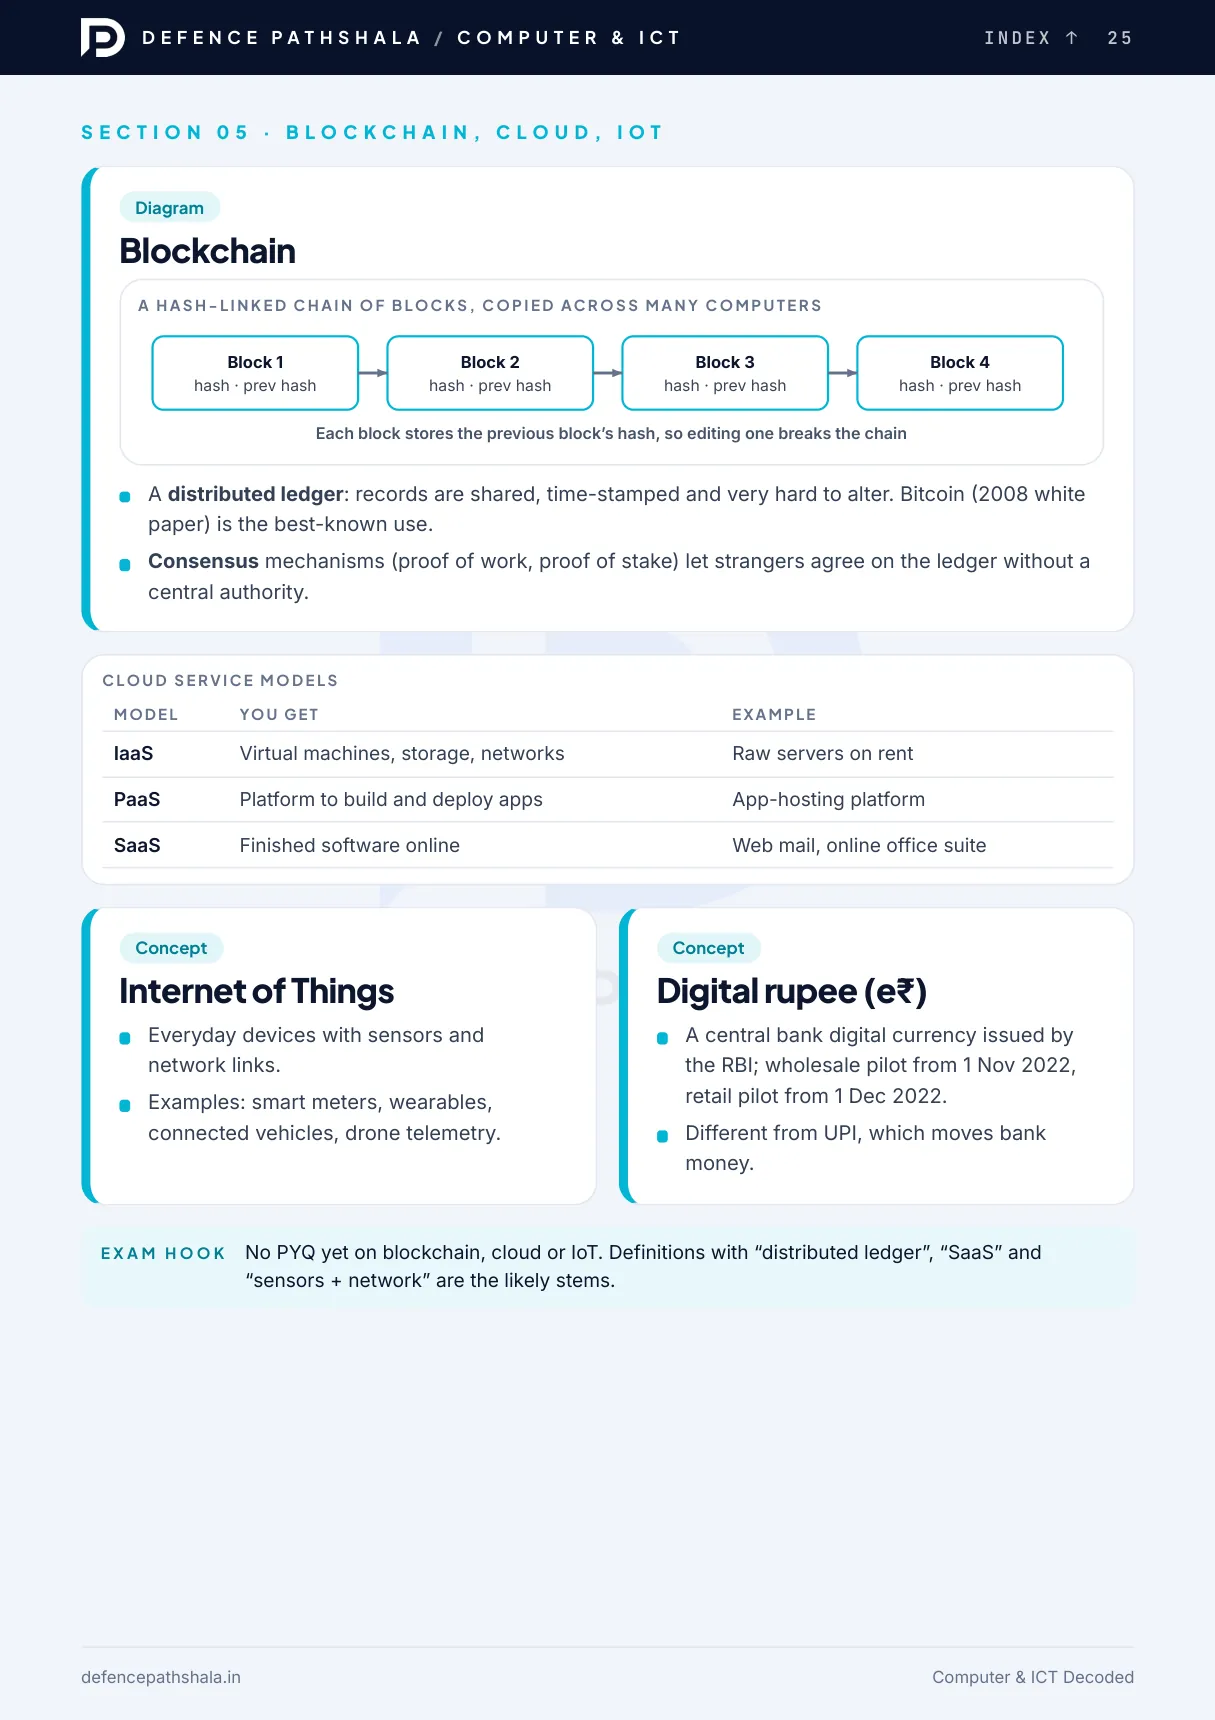 DEFENCE PATHSHALA / COMPUTER & ICT
INDEX ↑ 25
SECTION 05 · BLOCKCHAIN, CLOUD, IOT
Diagram
Blockchain
A HASH-LINKED CHAIN OF BLOCKS, COPIED ACROSS MANY COMPUTERS
Block 1
hash · prev hash
Block 2
hash · prev hash
Block 3
hash · prev hash
Block 4
hash · prev hash
Each block stores the previous block’s hash, so editing one breaks the chain
A distributed ledger: records are shared, time-stamped and very hard to alter. Bitcoin (2008 white
paper) is the best-known use.
Consensus mechanisms (proof of work, proof of stake) let strangers agree on the ledger without a
central authority.
CLOUD SERVICE MODELS
MODEL YOU GET EXAMPLE
IaaS Virtual machines, storage, networks Raw servers on rent
PaaS Platform to build and deploy apps App-hosting platform
SaaS Finished software online Web mail, online office suite
Concept
Internet of Things
Everyday devices with sensors and
network links.
Examples: smart meters, wearables,
connected vehicles, drone telemetry.
Concept
Digital rupee (e₹)
A central bank digital currency issued by
the RBI; wholesale pilot from 1 Nov 2022,
retail pilot from 1 Dec 2022.
Different from UPI, which moves bank
money.
EXAM HOOK No PYQ yet on blockchain, cloud or IoT. Definitions with “distributed ledger”, “SaaS” and
“sensors + network” are the likely stems.
defencepathshala.in
Computer & ICT Decoded